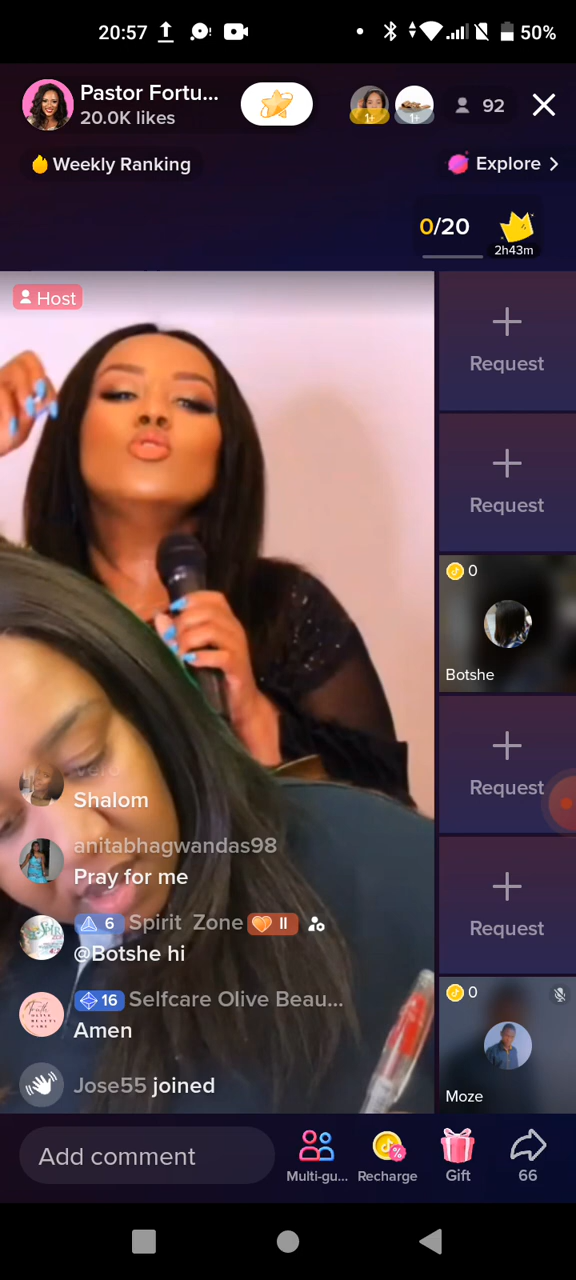 20:57
50%
Pastor Fortu...
20.0K likes
1+
1+
92
Weekly Ranking
Explore >
0/20
2h43m
Host
Request
Request
0
Botshe
Request
Request
0
Moze
Shalom
anitabhagwandas98
Pray for me
6 Spirit Zone II
@Botshe hi
16 Selfcare Olive Beau...
Amen
Jose55 joined
Add comment
Multi-gu...
Recharge
Gift
66